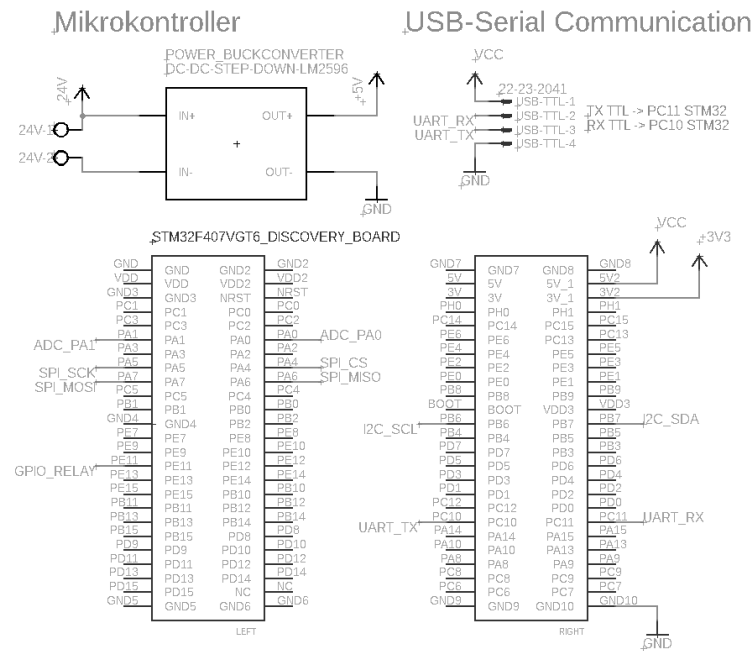 Mikrokontroller
USB-Serial Communication
POWER_BUCKCONVERTER
DC-DC-STEP-DOWN-LM2596
24V
+5V
24V-1
24V-2
IN+ OUT+
IN- OUT-
GND
VCC
22-23-2041
USB-TTL-1
UART_RX USB-TTL-2
UART_TX USB-TTL-3
USB-TTL-4
TX TTL -> PC11 STM32
RX TTL -> PC10 STM32
GND
STM32F407VGT6_DISCOVERY_BOARD
GND GND GND2 GND2
VDD VDD VDD2 VDD2
GND3 GND3 NRST NRST
PC1 PC1 PC0 PC0
PC3 PC3 PC2 PC2
ADC_PA1 PA1 PA1 PA0 PA0 ADC_PA0
PA3 PA3 PA2 PA2
SPI_SCK PA5 PA5 PA4 PA4 SPI_CS
SPI_MOSI PA7 PA7 PA6 PA6 SPI_MISO
PC5 PC5 PC4 PC4
PB1 PB1 PB0 PB0
GND4 GND4 PB2 PB2
PE7 PE7 PE8 PE8
PE9 PE9 PE10 PE10
GPIO_RELAY PE11 PE11 PE12 PE12
PE13 PE13 PE14 PE14
PE15 PE15 PB10 PB10
PB11 PB11 PB12 PB12
PB13 PB13 PB14 PB14
PB15 PB15 PD8 PD8
PD9 PD9 PD10 PD10
PD11 PD11 PD12 PD12
PD13 PD13 PD14 PD14
PD15 PD15 NC NC
GND5 GND5 GND6 GND6
LEFT
VCC
+3V3
GND7 GND7 GND8 GND8
5V 5V 5V_1 5V2
3V 3V 3V_1 3V2
PH0 PH0 PH1 PH1
PC14 PC14 PC15 PC15
PE6 PE6 PC13 PC13
PE4 PE4 PE5 PE5
PE2 PE2 PE3 PE3
PE0 PE0 PE1 PE1
PB8 PB8 PB9 PB9
BOOT BOOT VDD3 VDD3
I2C_SCL PB6 PB6 PB7 PB7 I2C_SDA
PB4 PB4 PB5 PB5
PD7 PD7 PB3 PB3
PD5 PD5 PD6 PD6
PD3 PD3 PD4 PD4
PD1 PD1 PD2 PD2
PC12 PC12 PD0 PD0
UART_TX PC10 PC10 PC11 PC11 UART_RX
PA14 PA14 PA15 PA15
PA10 PA10 PA13 PA13
PA8 PA8 PA9 PA9
PC8 PC8 PC9 PC9
PC6 PC6 PC7 PC7
GND9 GND9 GND10 GND10
RIGHT
GND